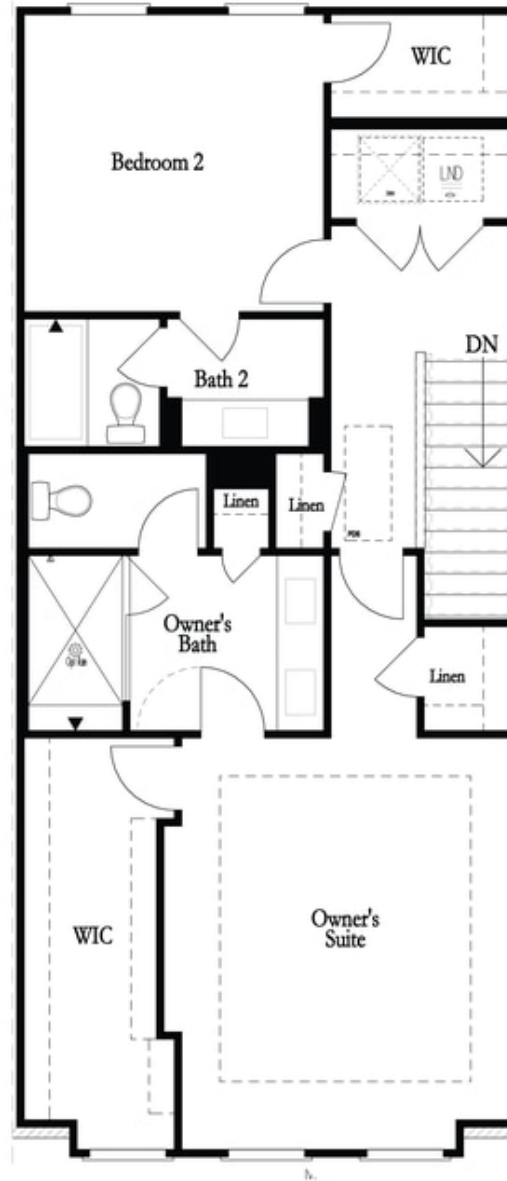 WIC
Bedroom 2
LND
DN
Bath 2
Linen
Linen
Owner's
Bath
Linen
WIC
Owner's
Suite